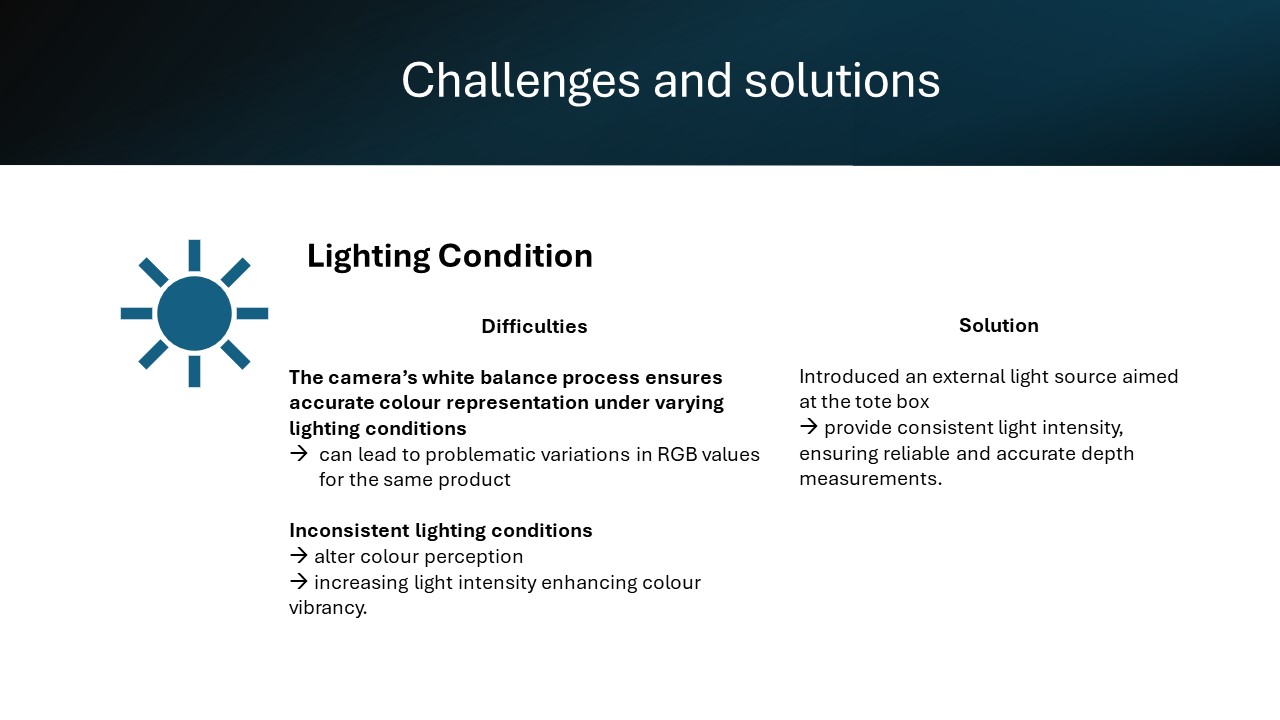 Challenges and solutions
Lighting Condition
Difficulties
The camera’s white balance process ensures
accurate colour representation under varying
lighting conditions
→ can lead to problematic variations in RGB values
for the same product
Inconsistent lighting conditions
→ alter colour perception
→ increasing light intensity enhancing colour
vibrancy.
Solution
Introduced an external light source aimed
at the tote box
→ provide consistent light intensity,
ensuring reliable and accurate depth
measurements.